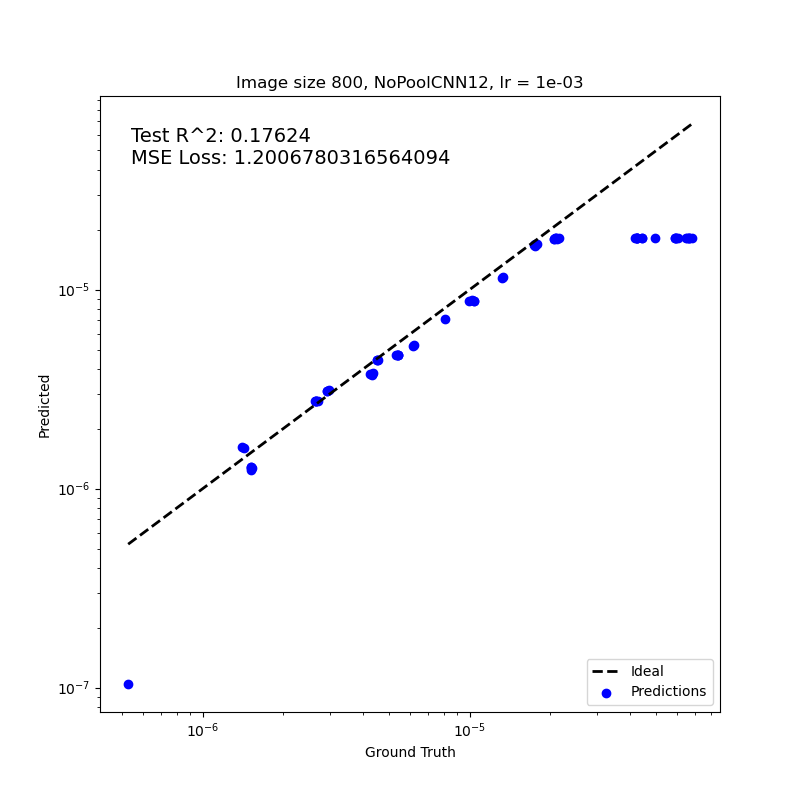 Image size 800, NoPoolCNN12, lr = 1e-03
Test R^2: 0.17624
MSE Loss: 1.2006780316564094
10⁻⁵
10⁻⁶
10⁻⁷
Predicted
Ideal
Predictions
10⁻⁶
10⁻⁵
Ground Truth